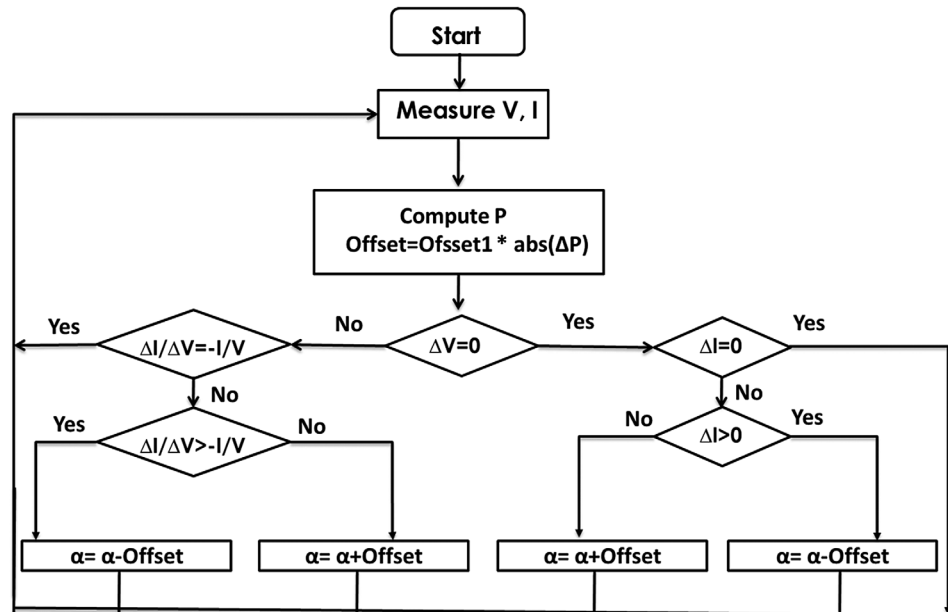 Start
Measure V, I
Compute P
Offset=Ofsset1 * abs(ΔP)
Yes
ΔI/ΔV=-I/V
No
ΔV=0
Yes
ΔI=0
Yes
No
No
Yes
ΔI/ΔV>-I/V
No
No
ΔI>0
Yes
α= α-Offset
α= α+Offset
α= α+Offset
α= α-Offset